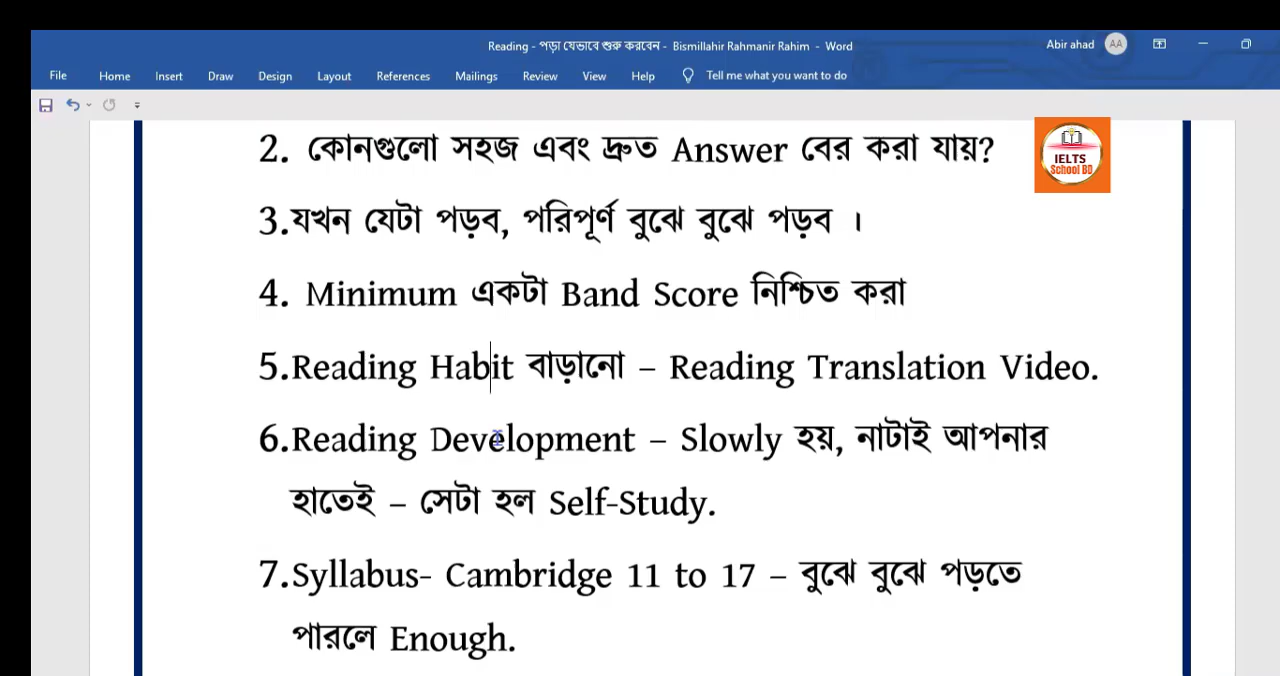 Reading - পড়া যেভাবে শুরু করবেন - Bismillahir Rahmanir Rahim - Word
Abir ahad AA
File Home Insert Draw Design Layout References Mailings Review View Help Tell me what you want to do
2. কোনগুলো সহজ এবং দ্রুত Answer বের করা যায়?
IELTS
School BD
3.যখন যেটা পড়ব, পরিপূর্ণ বুঝে বুঝে পড়ব ।
4. Minimum একটা Band Score নিশ্চিত করা
5.Reading Habit বাড়ানো – Reading Translation Video.
6.Reading Development – Slowly হয়, নাটাই আপনার
হাতেই – সেটা হল Self-Study.
7.Syllabus- Cambridge 11 to 17 – বুঝে বুঝে পড়তে
পারলে Enough.